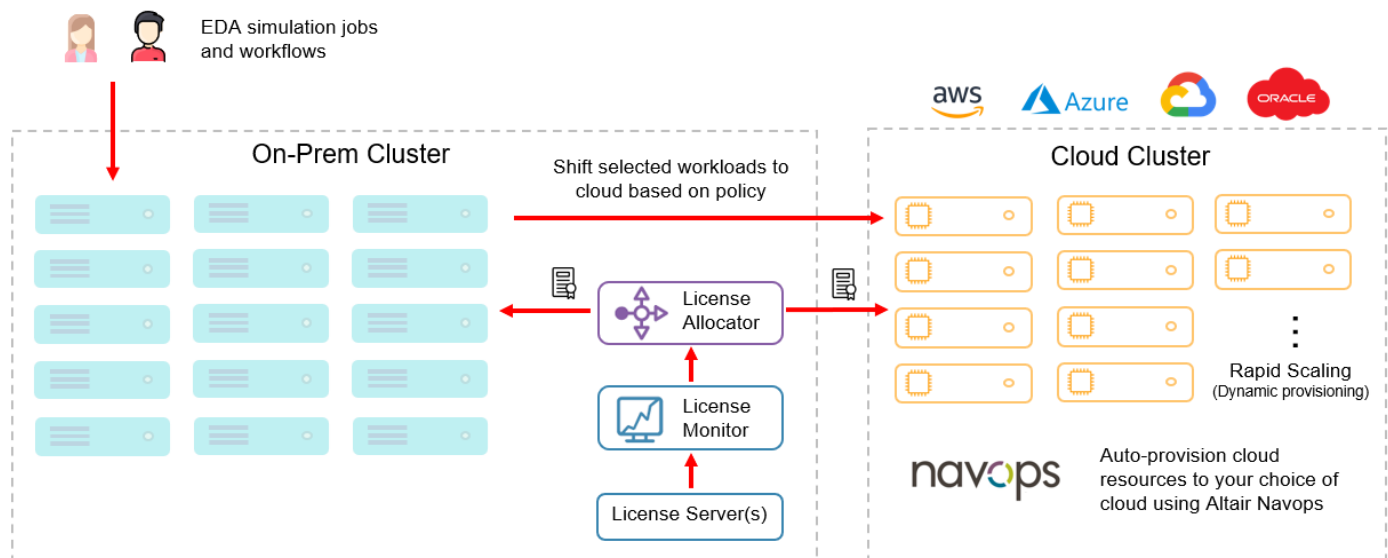 EDA simulation jobs
and workflows
aws
Azure
ORACLE
On-Prem Cluster
Shift selected workloads to
cloud based on policy
Cloud Cluster
License
Allocator
License
Monitor
License Server(s)
Rapid Scaling
(Dynamic provisioning)
navops
Auto-provision cloud
resources to your choice of
cloud using Altair Navops